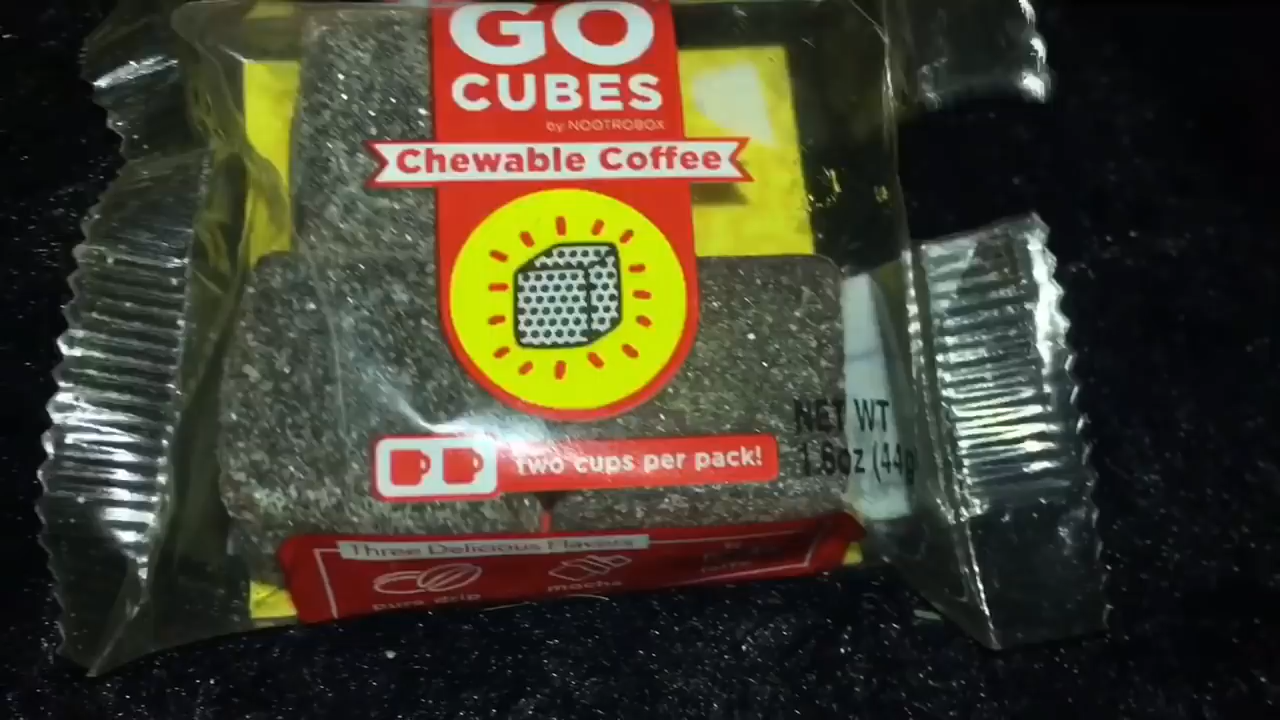 GO
CUBES
by NOOTROBOX
Chewable Coffee
Two cups per pack!
NET WT
1.6oz (44g
Three Delicious Flavors
pure drip
mocha
latte